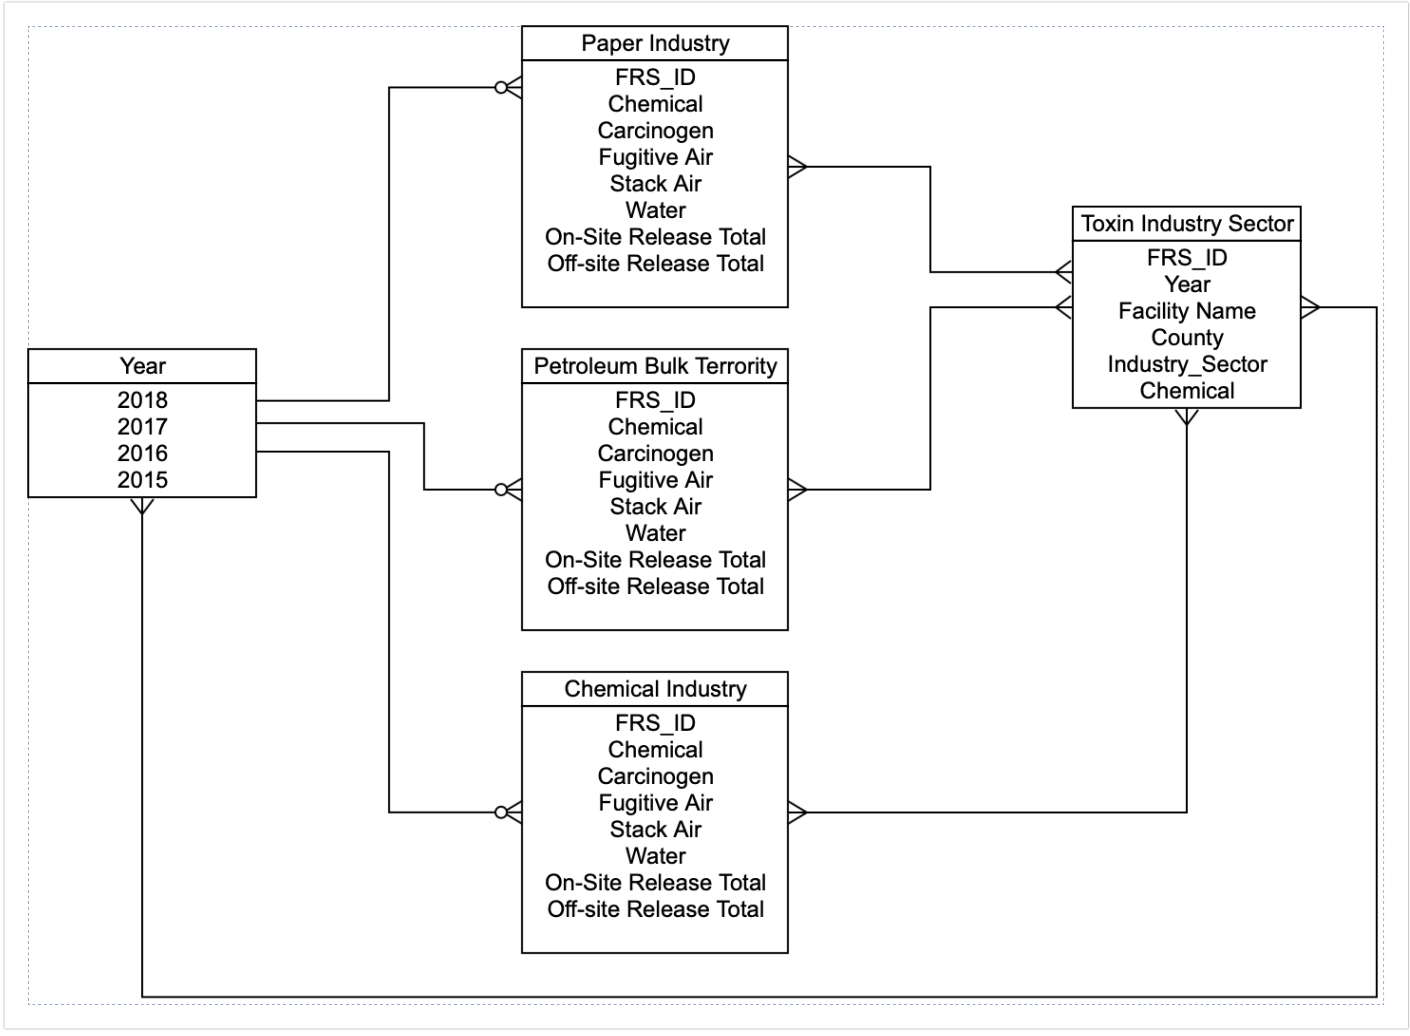 Paper Industry
FRS_ID
Chemical
Carcinogen
Fugitive Air
Stack Air
Water
On-Site Release Total
Off-site Release Total
Toxin Industry Sector
FRS_ID
Year
Facility Name
County
Industry_Sector
Chemical
Year
2018
2017
2016
2015
Petroleum Bulk Terrority
FRS_ID
Chemical
Carcinogen
Fugitive Air
Stack Air
Water
On-Site Release Total
Off-site Release Total
Chemical Industry
FRS_ID
Chemical
Carcinogen
Fugitive Air
Stack Air
Water
On-Site Release Total
Off-site Release Total